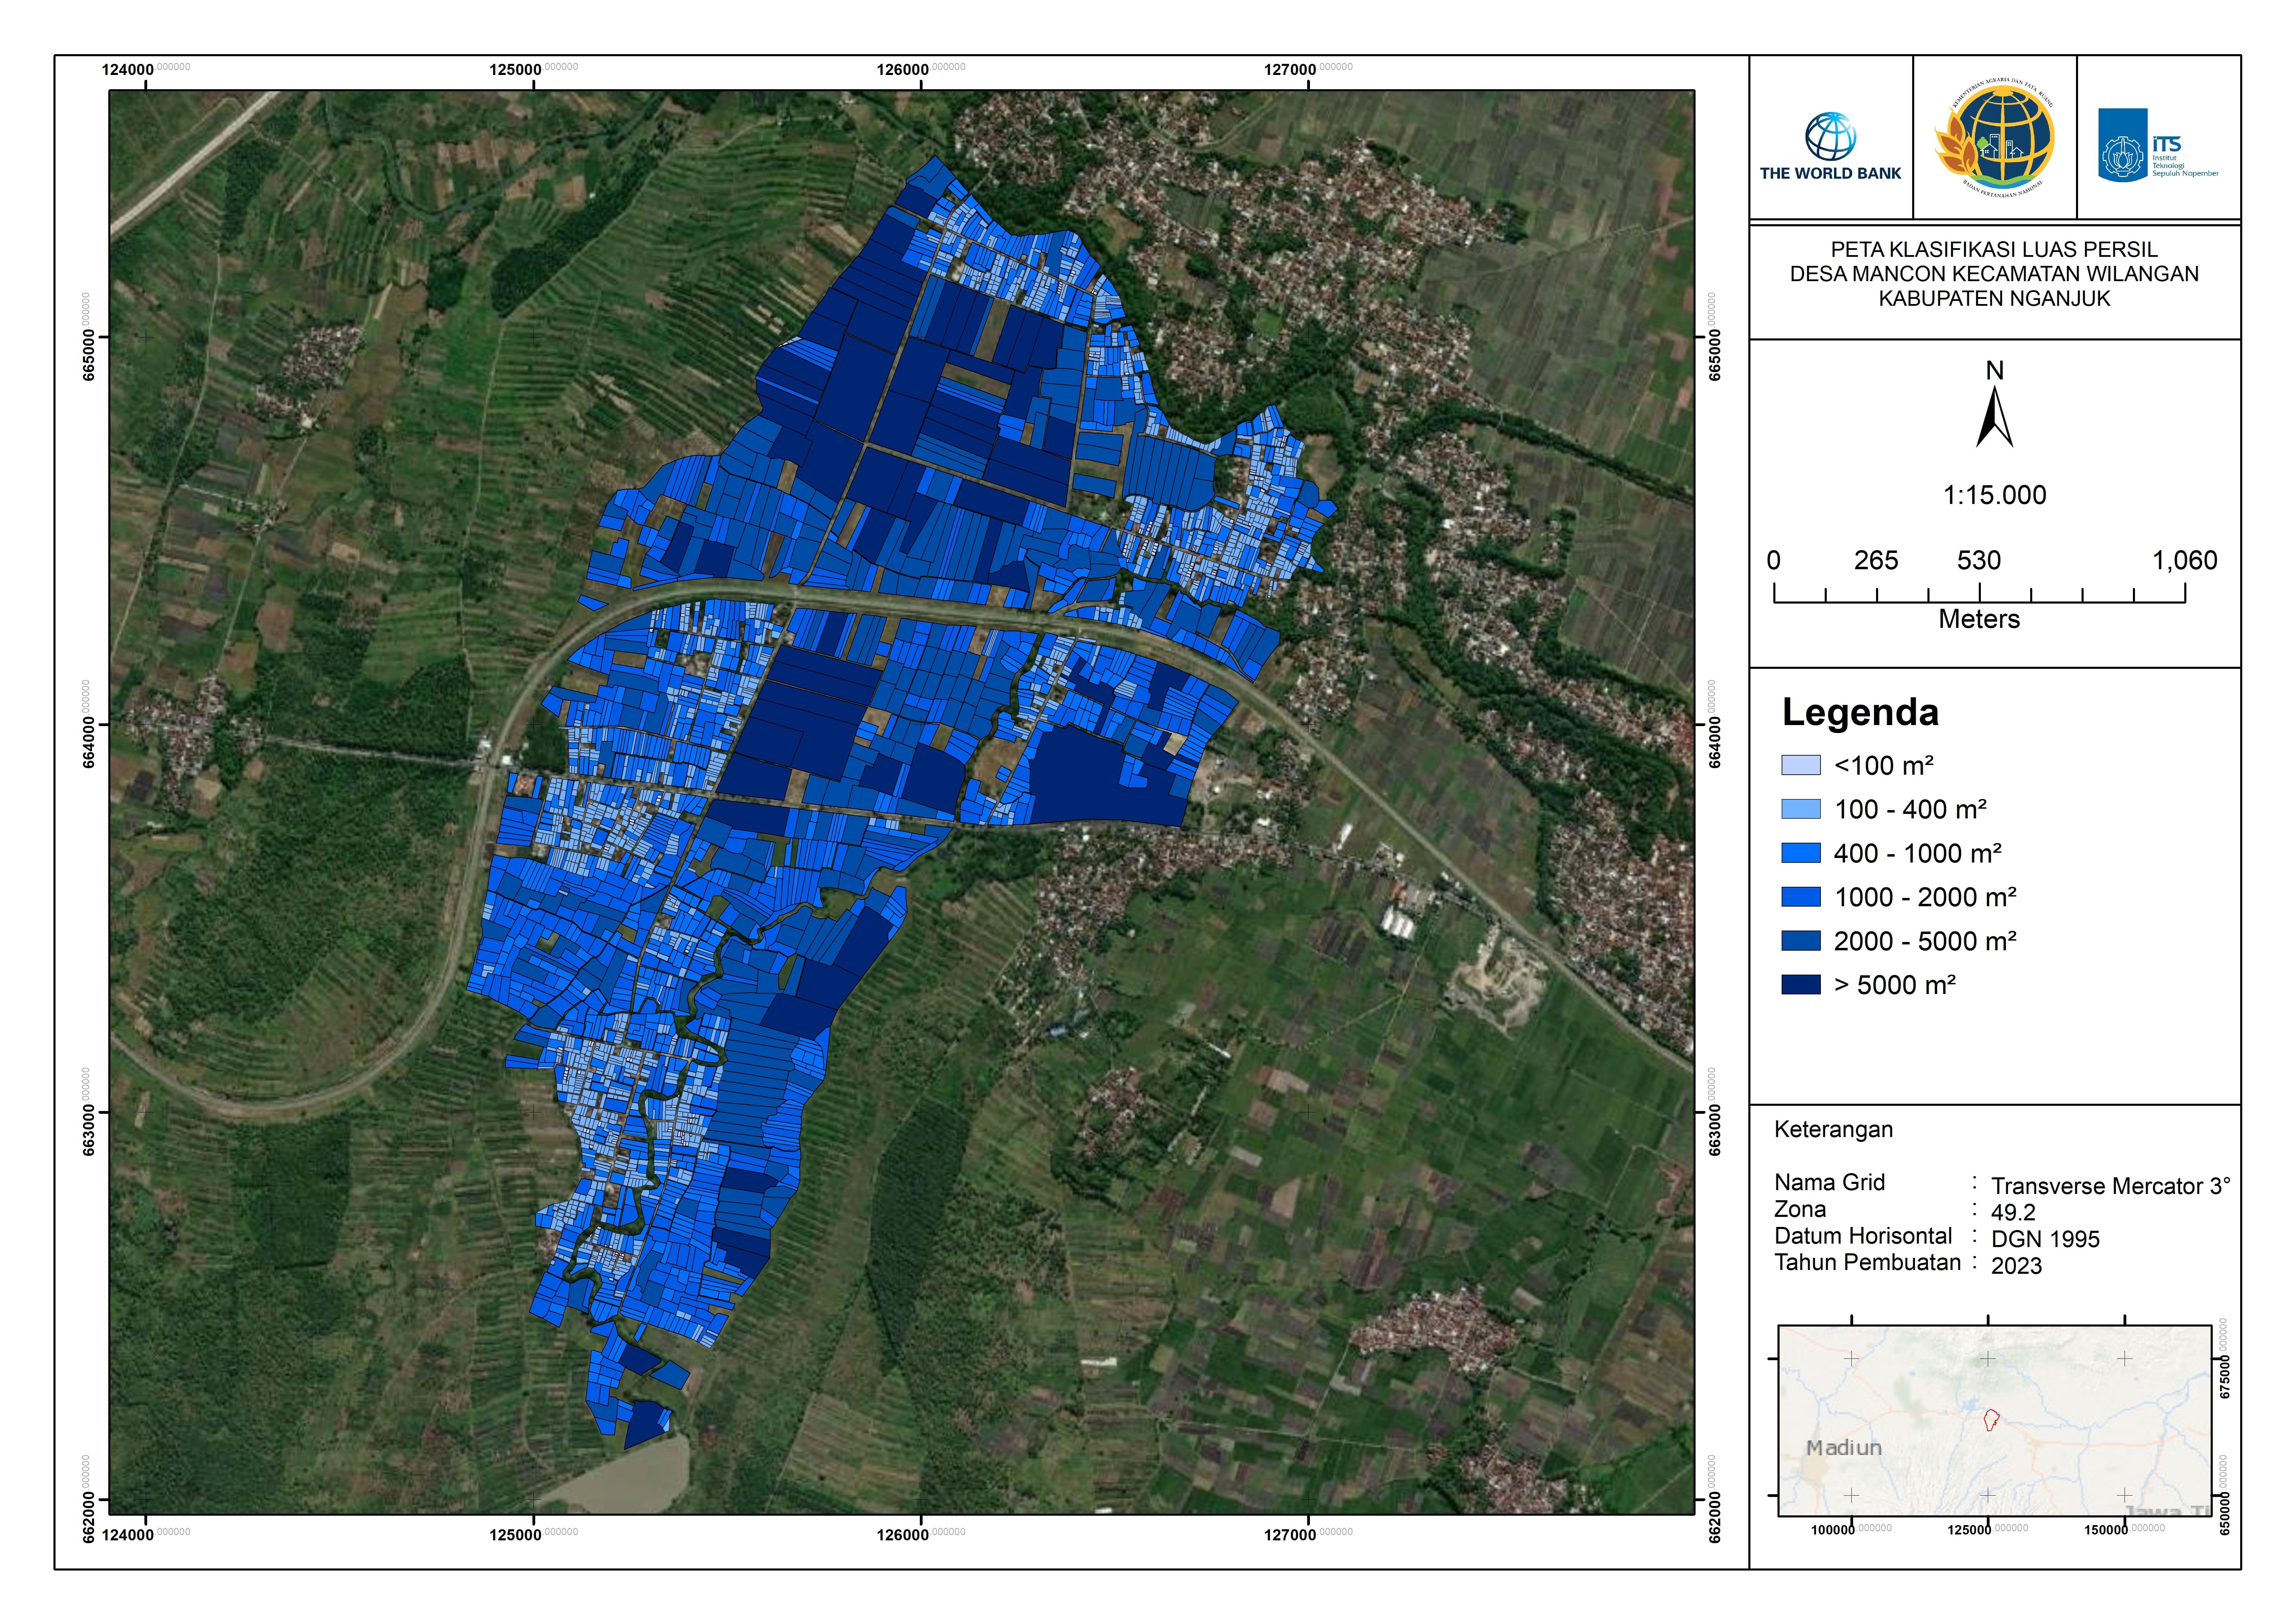 124000.000000 125000.000000 126000.000000 127000.000000
665000.000000
664000.000000
663000.000000
662000.000000
665000.000000
664000.000000
663000.000000
662000.000000
124000.000000 125000.000000 126000.000000 127000.000000
THE WORLD BANK
KEMENTERIAN AGRARIA DAN TATA RUANG
BADAN PERTANAHAN NASIONAL
ITS
Institut
Teknologi
Sepuluh Nopember
PETA KLASIFIKASI LUAS PERSIL
DESA MANCON KECAMATAN WILANGAN
KABUPATEN NGANJUK
N
1:15.000
0 265 530 1,060
Meters
Legenda
<100 m²
100 - 400 m²
400 - 1000 m²
1000 - 2000 m²
2000 - 5000 m²
> 5000 m²
Keterangan
Nama Grid : Transverse Mercator 3°
Zona : 49.2
Datum Horisontal : DGN 1995
Tahun Pembuatan : 2023
675000.000000
Madiun
650000.000000
Jawa Ti
100000.000000 125000.000000 150000.000000